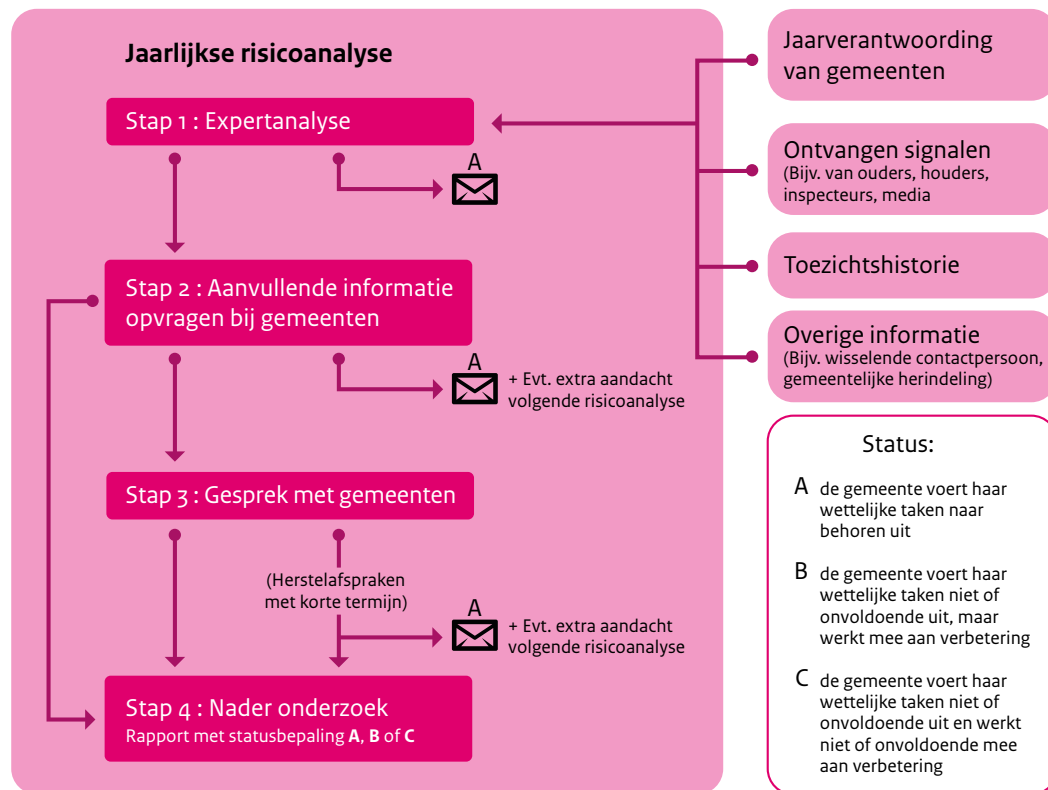 Jaarlijkse risicoanalyse
Stap 1 : Expertanalyse
A
Stap 2 : Aanvullende informatie
opvragen bij gemeenten
A
+ Evt. extra aandacht
volgende risicoanalyse
Stap 3 : Gesprek met gemeenten
(Herstelafspraken
met korte termijn)
A
+ Evt. extra aandacht
volgende risicoanalyse
Stap 4 : Nader onderzoek
Rapport met statusbepaling A, B of C
Jaarverantwoording
van gemeenten
Ontvangen signalen
(Bijv. van ouders, houders,
inspecteurs, media
Toezichtshistorie
Overige informatie
(Bijv. wisselende contactpersoon,
gemeentelijke herindeling)
Status:
A de gemeente voert haar
wettelijke taken naar
behoren uit
B de gemeente voert haar
wettelijke taken niet of
onvoldoende uit, maar
werkt mee aan verbetering
C de gemeente voert haar
wettelijke taken niet of
onvoldoende uit en werkt
niet of onvoldoende mee
aan verbetering